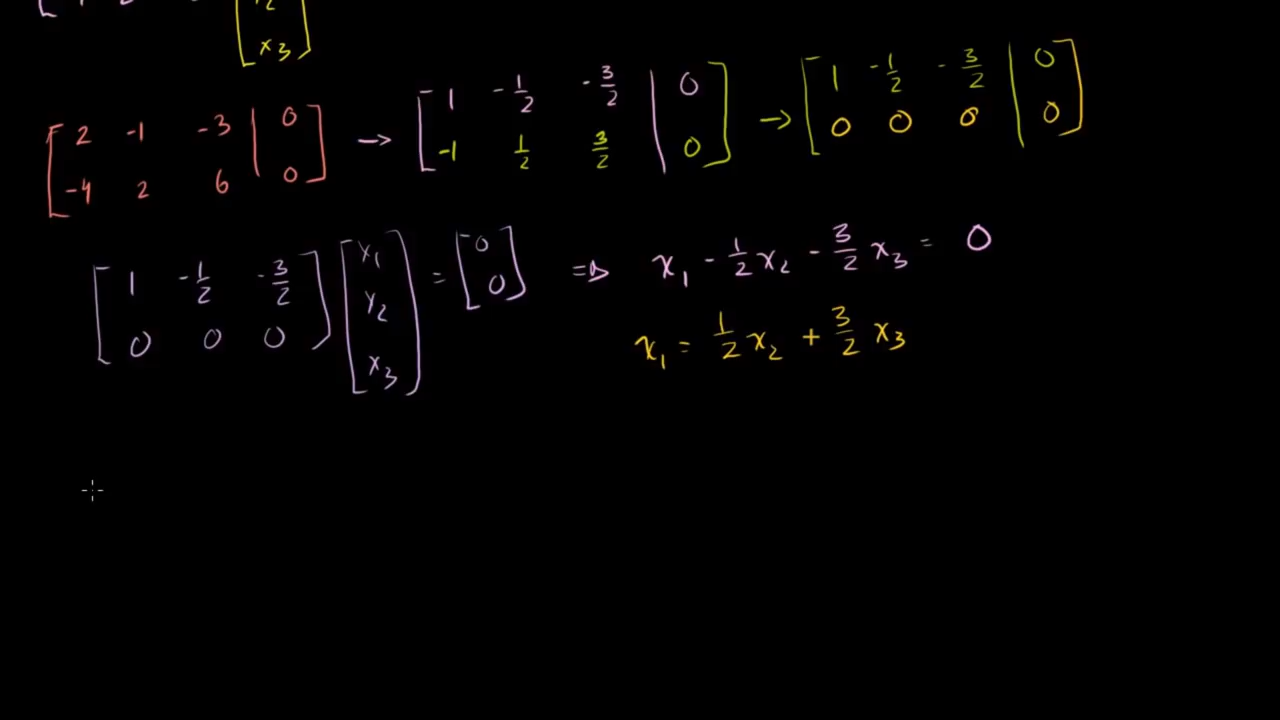 x₃
[ 2 -1 -3 | 0 ] → [ 1 -1/2 -3/2 | 0 ] → [ 1 -1/2 -3/2 | 0 ]
[ -4 2 6 | 0 ] [ -1 1/2 3/2 | 0 ] [ 0 0 0 | 0 ]
[ 1 -1/2 -3/2 ] [ x₁ ] = [ 0 ] ⇒ x₁ - 1/2 x₂ - 3/2 x₃ = 0
[ 0 0 0 ] [ x₂ ] [ 0 ]
[ x₃ ] x₁ = 1/2 x₂ + 3/2 x₃